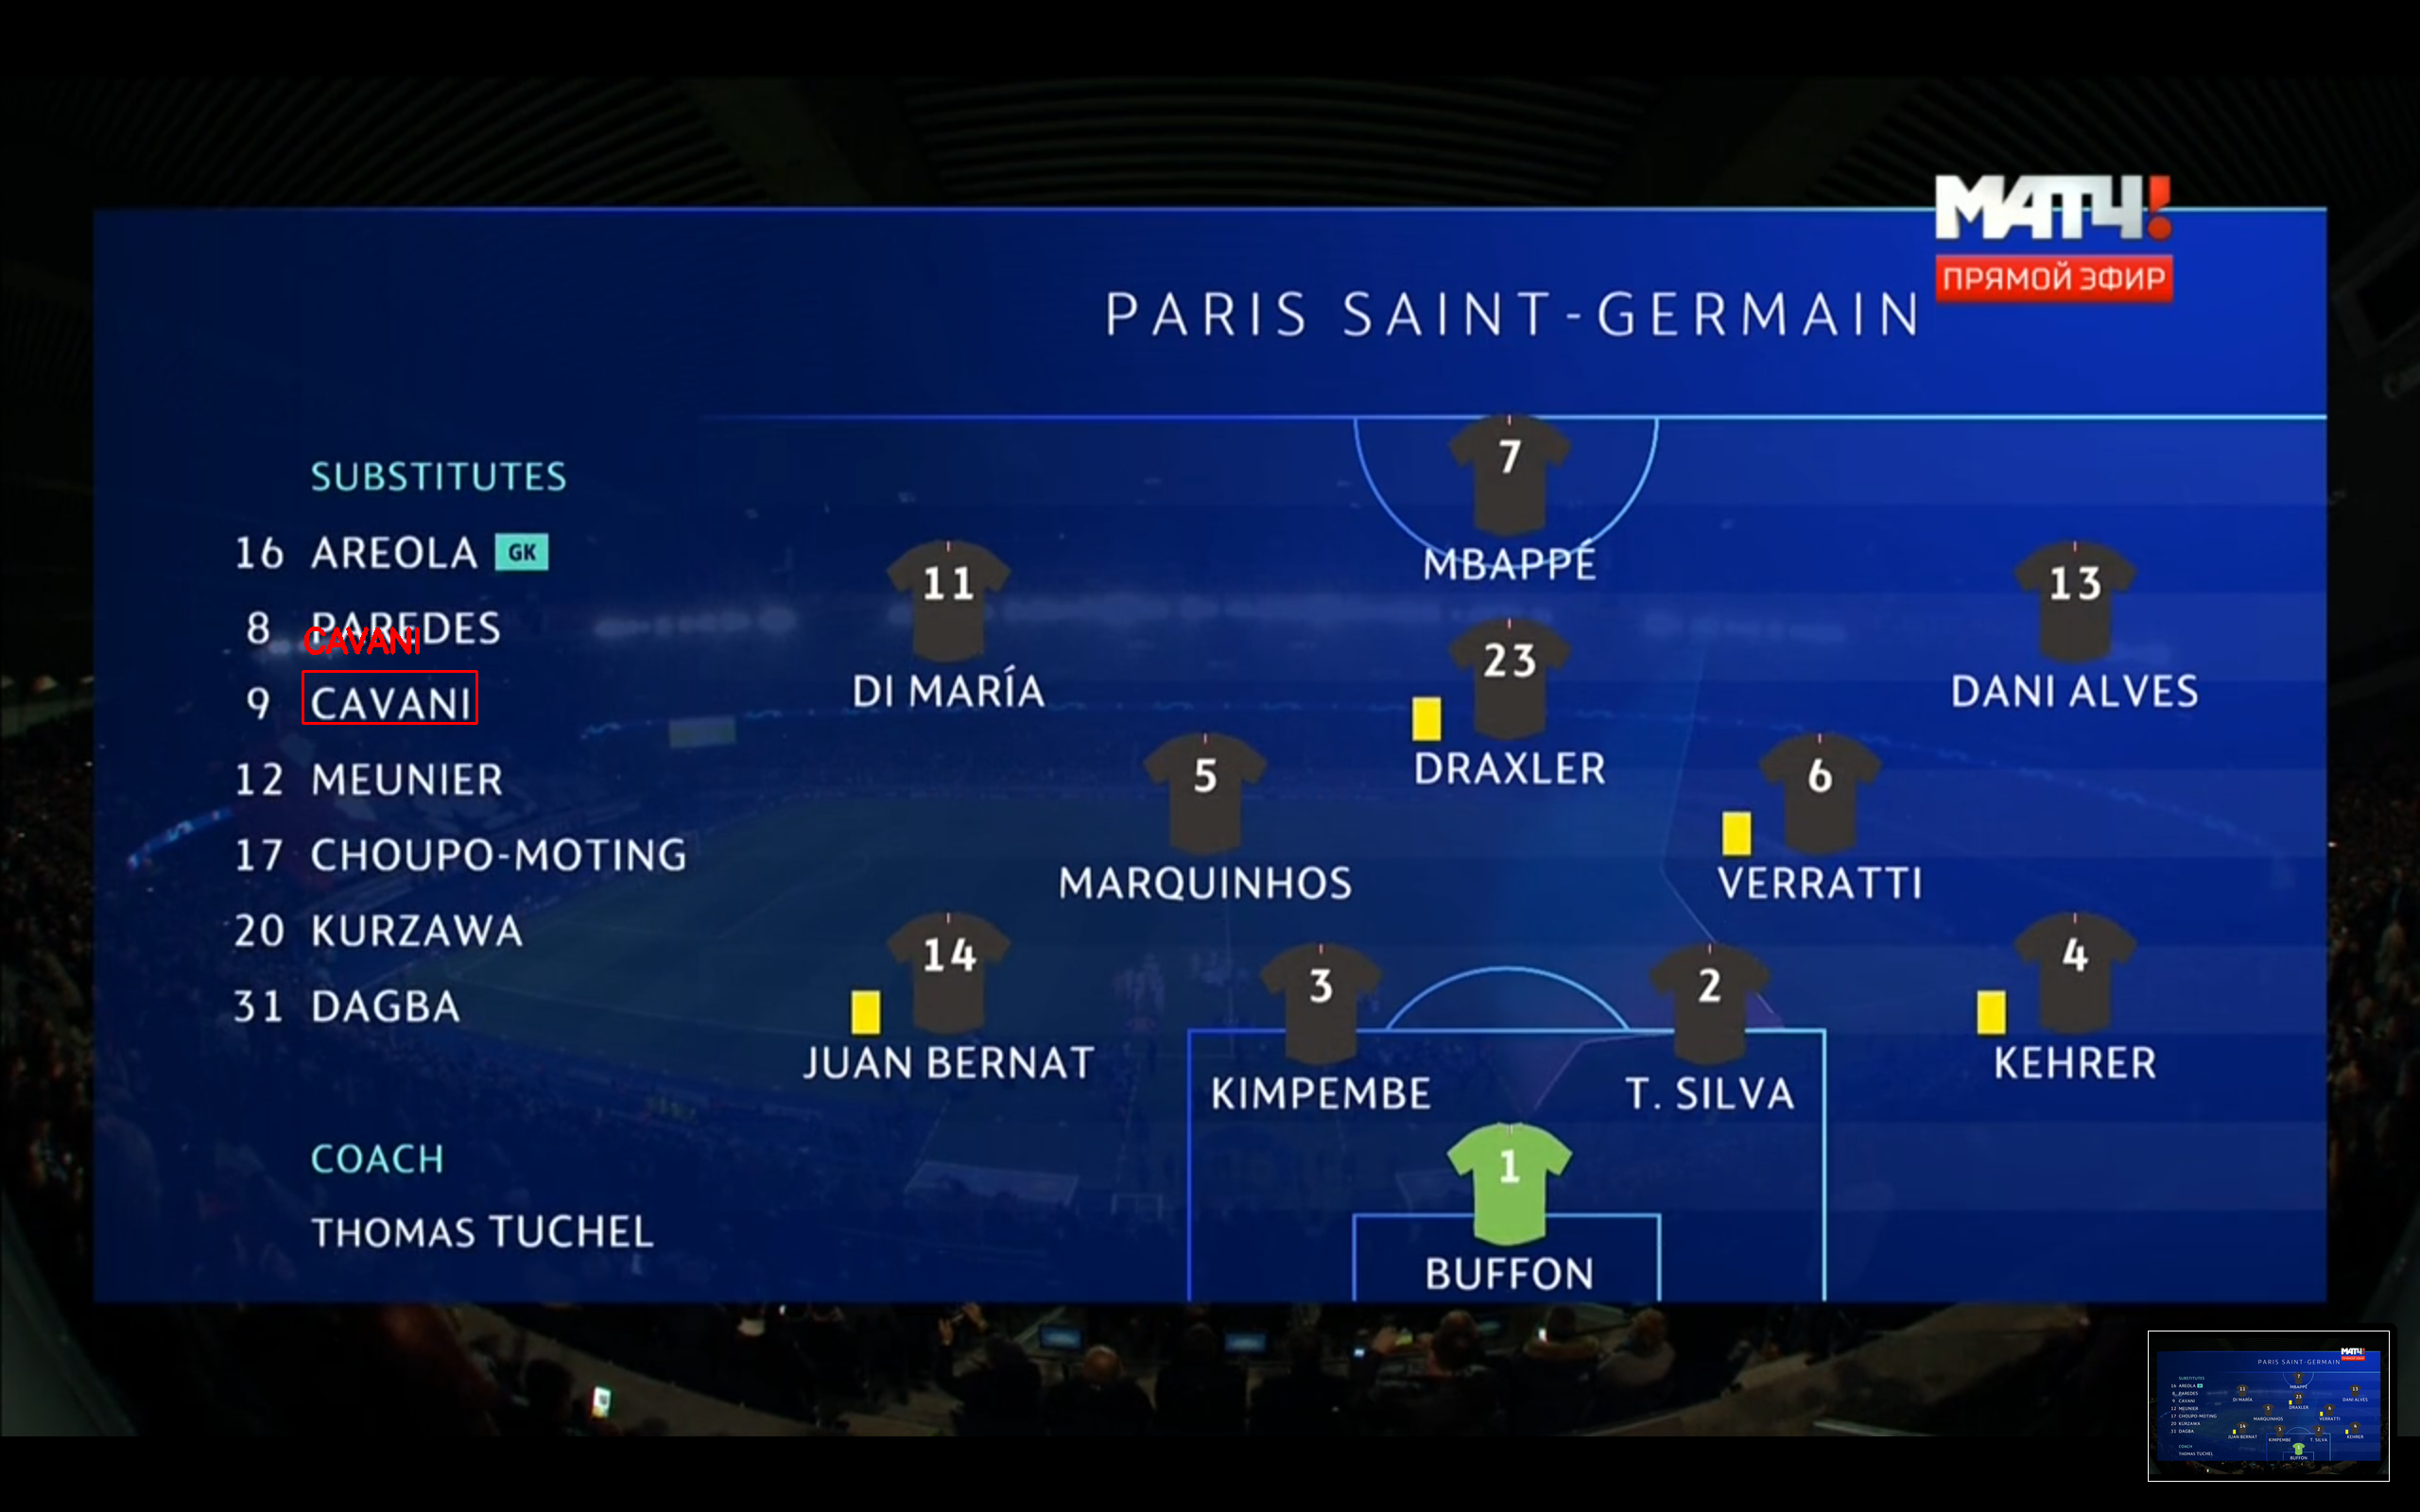 МАТЧ!
ПРЯМОЙ ЭФИР
PARIS SAINT-GERMAIN
SUBSTITUTES
16 AREOLA GK
8 PAREDES
CAVANI
9 CAVANI
12 MEUNIER
17 CHOUPO-MOTING
20 KURZAWA
31 DAGBA
COACH
THOMAS TUCHEL
7
MBAPPÉ
11
DI MARÍA
23
DRAXLER
13
DANI ALVES
5
MARQUINHOS
6
VERRATTI
14
JUAN BERNAT
3
KIMPEMBE
2
T. SILVA
4
KEHRER
1
BUFFON